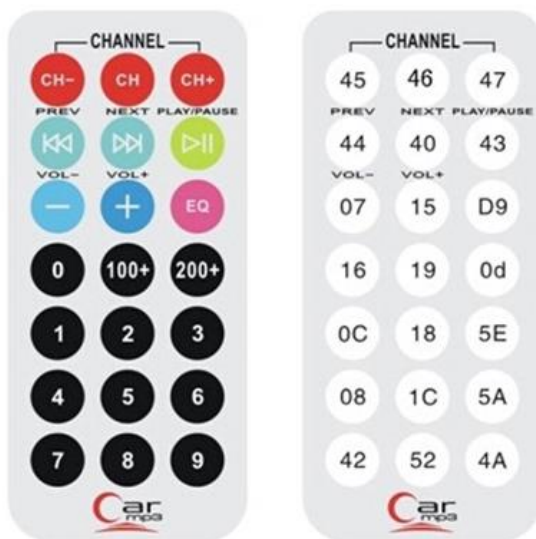 CHANNEL
CH− CH CH+
PREV NEXT PLAY/PAUSE
VOL− VOL+
− + EQ
0 100+ 200+
1 2 3
4 5 6
7 8 9
Car
mp3
CHANNEL
45 46 47
PREV NEXT PLAY/PAUSE
44 40 43
VOL− VOL+
07 15 D9
16 19 0d
0C 18 5E
08 1C 5A
42 52 4A
Car
mp3